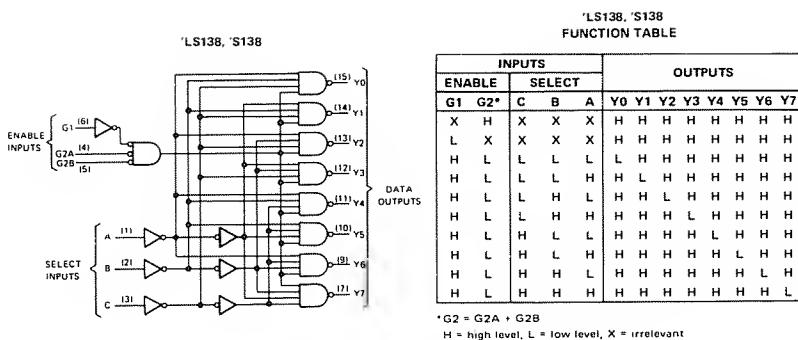 'LS138, 'S138
ENABLE INPUTS
G1 (6)
G2A (4)
G2B (5)
SELECT INPUTS
A (1)
B (2)
C (3)
(15) Y0
(14) Y1
(13) Y2
(12) Y3
(11) Y4
(10) Y5
(9) Y6
(7) Y7
DATA OUTPUTS
'LS138, 'S138
FUNCTION TABLE
INPUTS OUTPUTS
ENABLE SELECT
G1 G2* C B A Y0 Y1 Y2 Y3 Y4 Y5 Y6 Y7
X H X X X H H H H H H H H
L X X X X H H H H H H H H
H L L L L L H H H H H H H
H L L L H H L H H H H H H
H L L H L H H L H H H H H
H L L H H H H H L H H H H
H L H L L H H H H L H H H
H L H L H H H H H H L H H
H L H H L H H H H H H L H
H L H H H H H H H H H H L
*G2 = G2A + G2B
H = high level, L = low level, X = irrelevant